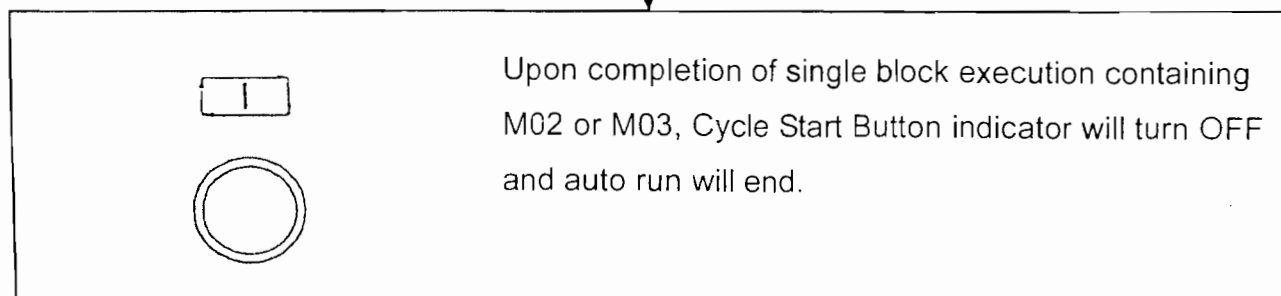 Upon completion of single block execution containing
M02 or M03, Cycle Start Button indicator will turn OFF
and auto run will end.